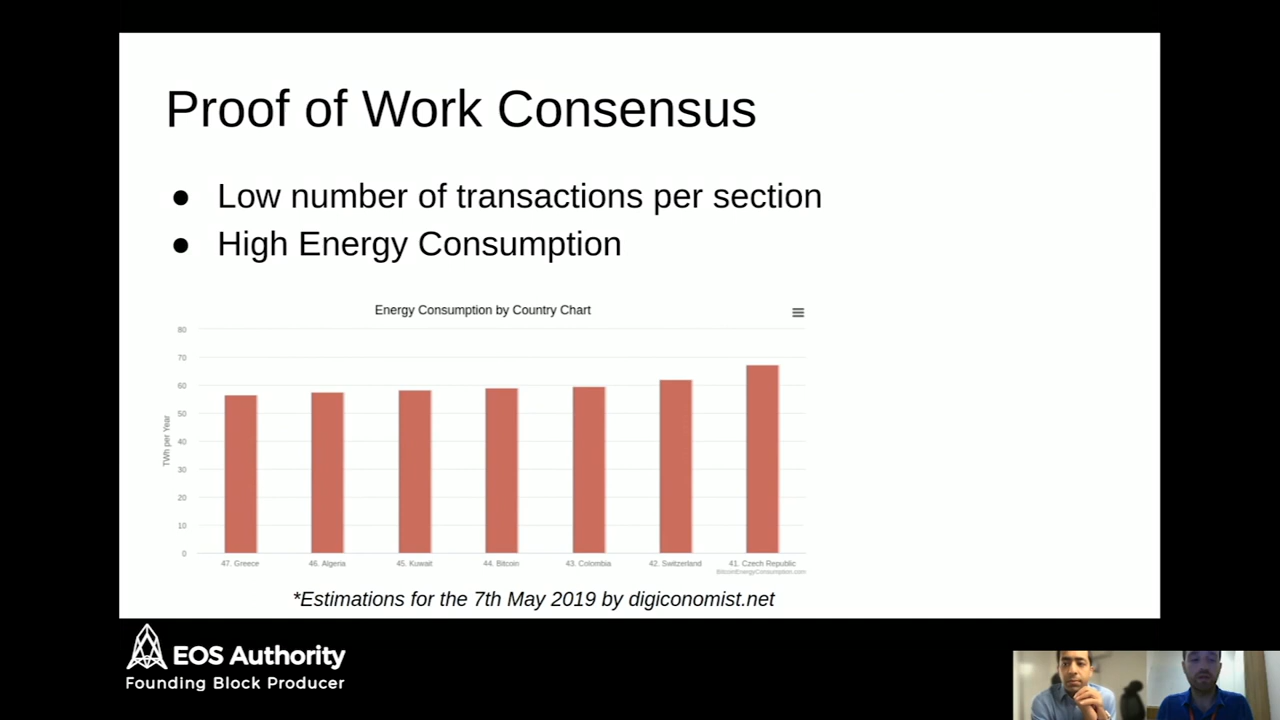 Proof of Work Consensus
● Low number of transactions per section
● High Energy Consumption
Energy Consumption by Country Chart
80
70
60
50
40
30
20
10
0
TWh per Year
47. Greece
46. Algeria
45. Kuwait
44. Bitcoin
43. Colombia
42. Switzerland
41. Czech Republic
BitcoinEnergyConsumption.com
*Estimations for the 7th May 2019 by digiconomist.net
EOS Authority
Founding Block Producer